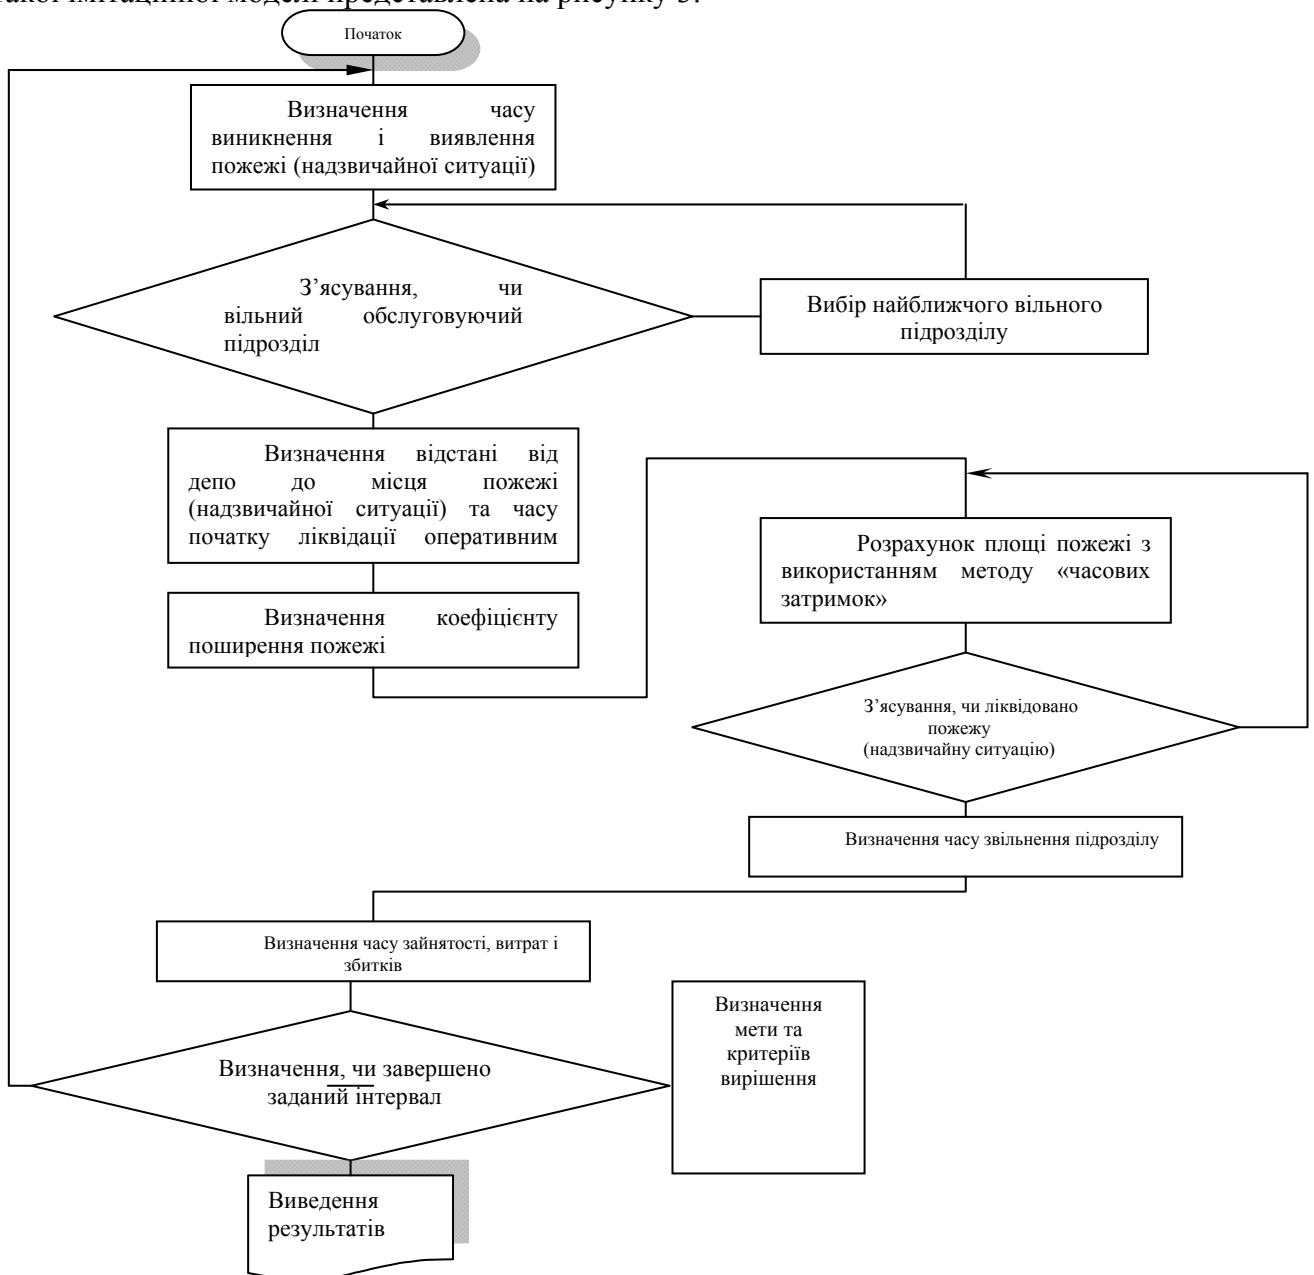 такої імітаційної моделі представлена на рисунку 3.
Початок
Визначення часу
виникнення і виявлення
пожежі (надзвичайної ситуації)
З’ясування, чи
вільний обслуговуючий
підрозділ
Вибір найближчого вільного
підрозділу
Визначення відстані від
депо до місця пожежі
(надзвичайної ситуації) та часу
початку ліквідації оперативним
Визначення коефіцієнту
поширення пожежі
Розрахунок площі пожежі з
використанням методу «часових
затримок»
З’ясування, чи ліквідовано
пожежу
(надзвичайну ситуацію)
Визначення часу звільнення підрозділу
Визначення часу зайнятості, витрат і
збитків
Визначення, чи завершено
заданий інтервал
Визначення
мети та
критеріїв
вирішення
Виведення
результатів